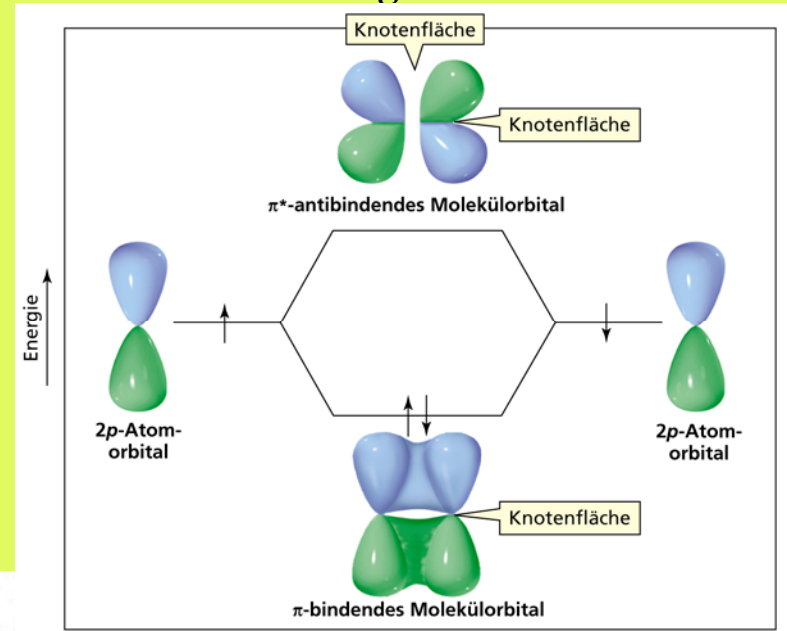 Knotenfläche
Knotenfläche
π*-antibindendes Molekülorbital
Energie
2p-Atom-
orbital
2p-Atom-
orbital
Knotenfläche
π-bindendes Molekülorbital